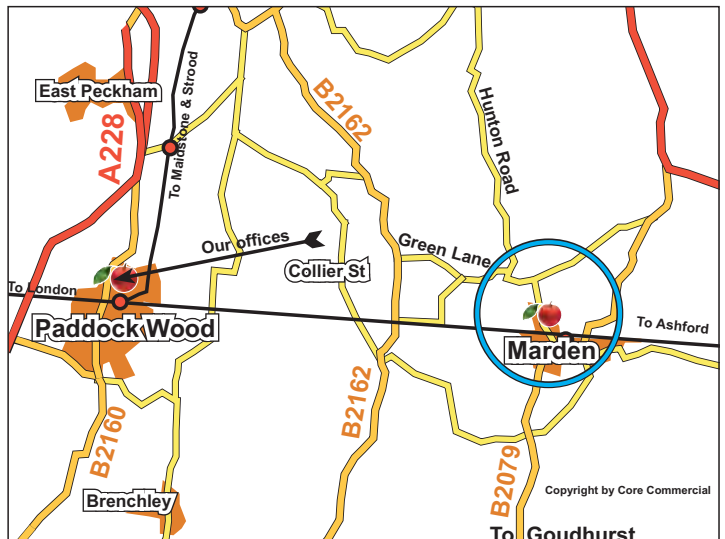 East Peckham
A228
To Maidstone & Strood
B2162
Hunton Road
Our offices
Green Lane
Collier St
To London
Paddock Wood
To Ashford
Marden
B2162
B2160
B2079
Brenchley
Copyright by Core Commercial
To Goudhurst